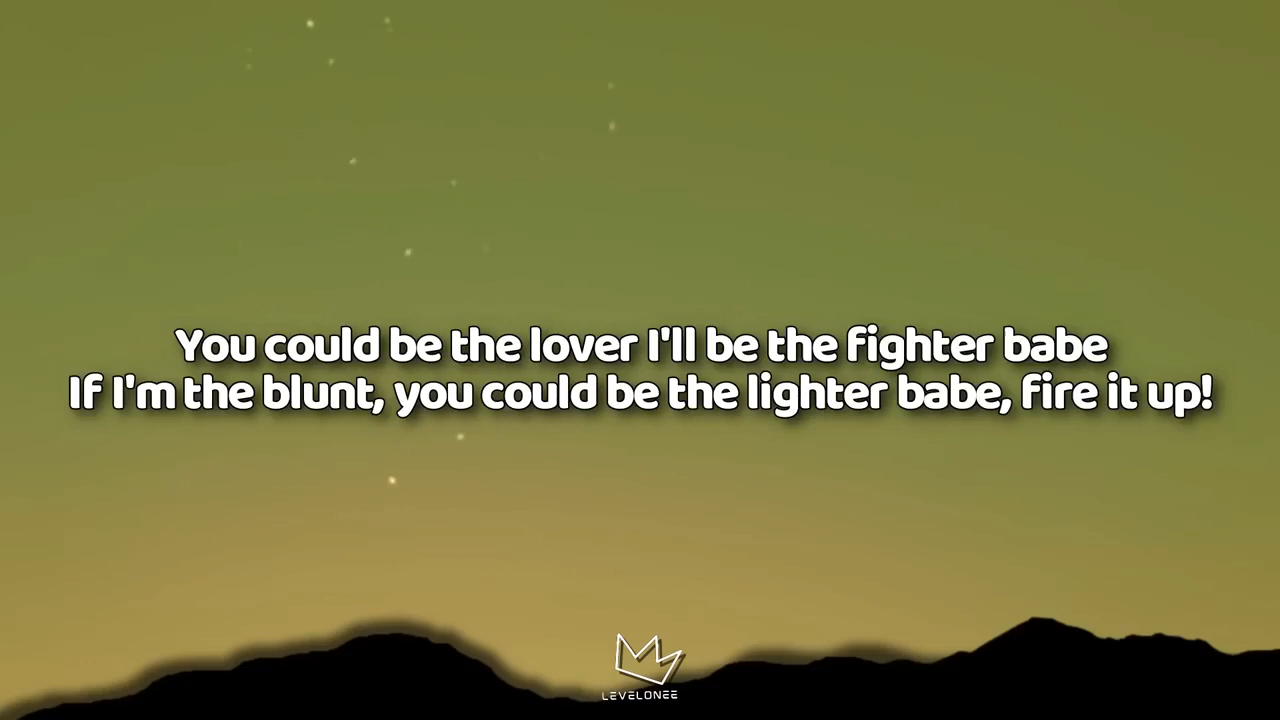 You could be the lover I'll be the fighter babe
If I'm the blunt, you could be the lighter babe, fire it up!
LEVELONEE